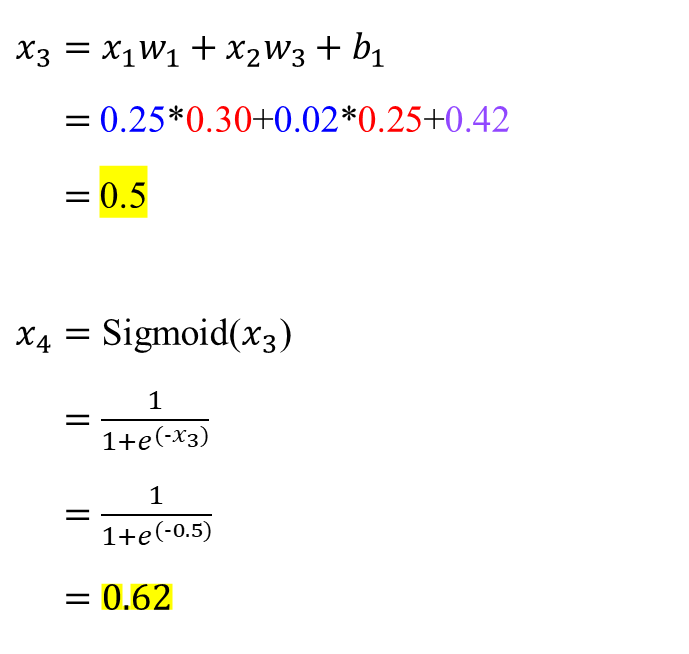 x₃ = x₁w₁ + x₂w₃ + b₁
= 0.25*0.30+0.02*0.25+0.42
= 0.5
x₄ = Sigmoid(x₃)
= 1/(1+e^(-x₃))
= 1/(1+e^(-0.5))
= 0.62